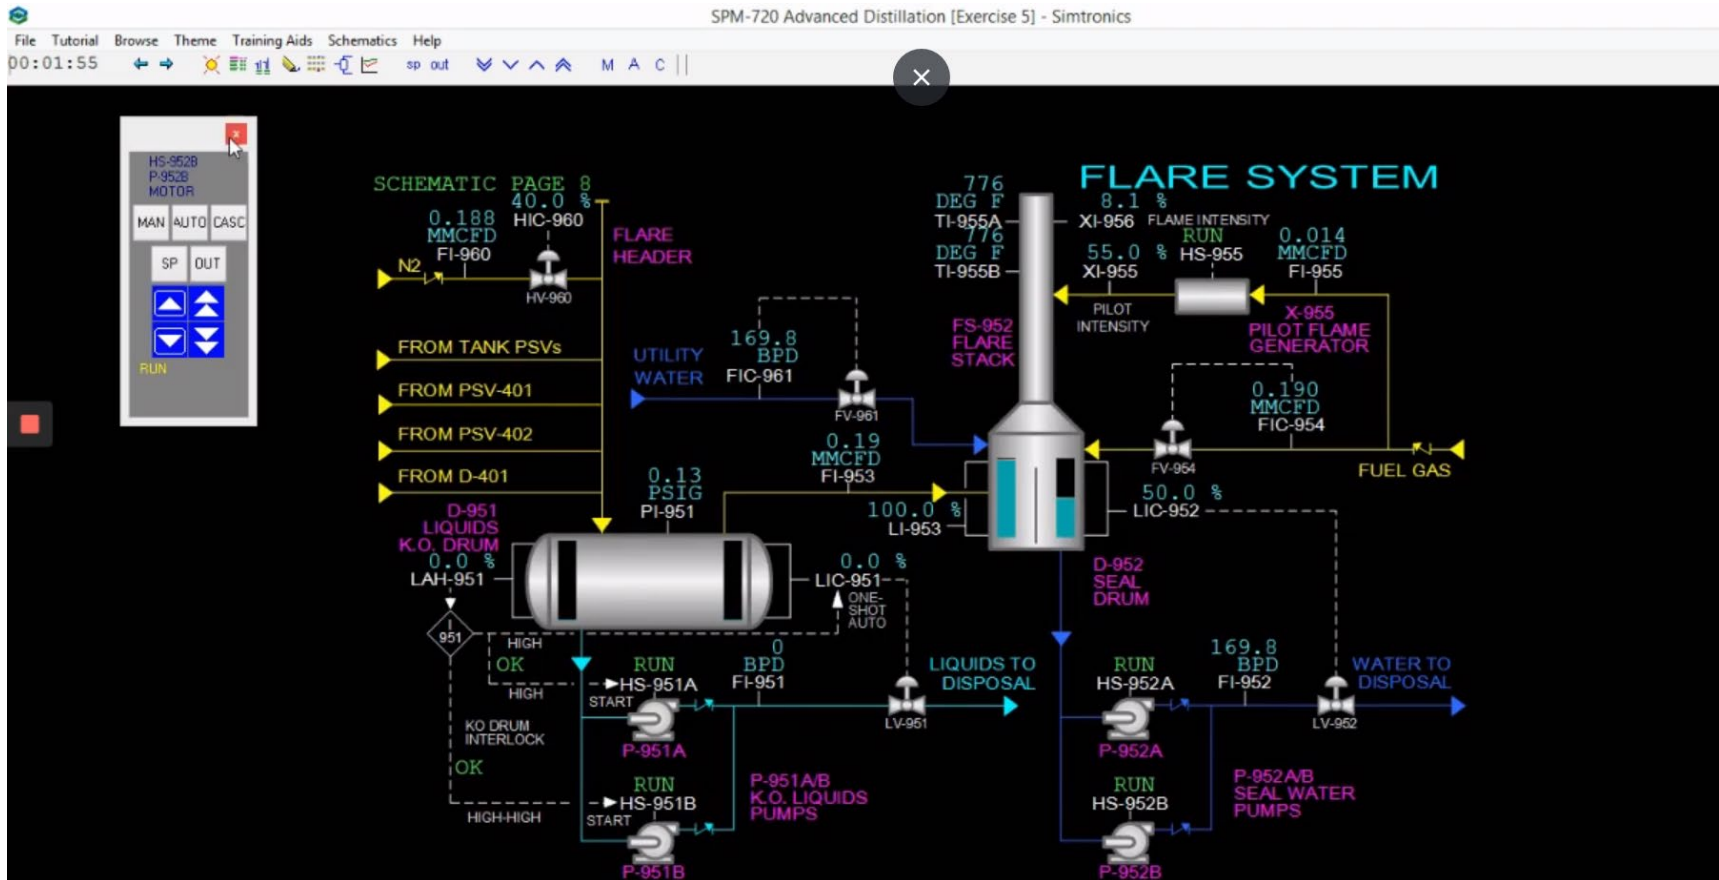 SPM-720 Advanced Distillation [Exercise 5] - Simtronics
File Tutorial Browse Theme Training Aids Schematics Help
00:01:55
sp out
M A C
HS-952B
P-952B
MOTOR
MAN AUTO CASC
SP OUT
RUN
SCHEMATIC PAGE 8
40.0 %
HIC-960
0.188
MMCFD
FI-960
N2
HV-960
FLARE
HEADER
FROM TANK PSVs
FROM PSV-401
FROM PSV-402
FROM D-401
FLARE SYSTEM
776
DEG F
TI-955A
776
DEG F
TI-955B
8.1 %
XI-956 FLAME INTENSITY
55.0 %
XI-955
PILOT
INTENSITY
RUN
HS-955
0.014
MMCFD
FI-955
X-955
PILOT FLAME
GENERATOR
FS-952
FLARE
STACK
UTILITY
WATER
169.8
BPD
FIC-961
FV-961
0.190
MMCFD
FIC-954
FV-954
FUEL GAS
0.19
MMCFD
FI-953
0.13
PSIG
PI-951
100.0 %
LI-953
50.0 %
LIC-952
D-951
LIQUIDS
K.O. DRUM
0.0 %
LAH-951
0.0 %
LIC-951
ONE-
SHOT
AUTO
D-952
SEAL
DRUM
951
HIGH
OK
HIGH
RUN
HS-951A
START
P-951A
0
BPD
FI-951
LIQUIDS TO
DISPOSAL
LV-951
KO DRUM
INTERLOCK
OK
HIGH-HIGH
RUN
HS-951B
START
P-951B
P-951A/B
K.O. LIQUIDS
PUMPS
RUN
HS-952A
P-952A
169.8
BPD
FI-952
WATER TO
DISPOSAL
LV-952
RUN
HS-952B
P-952B
P-952A/B
SEAL WATER
PUMPS